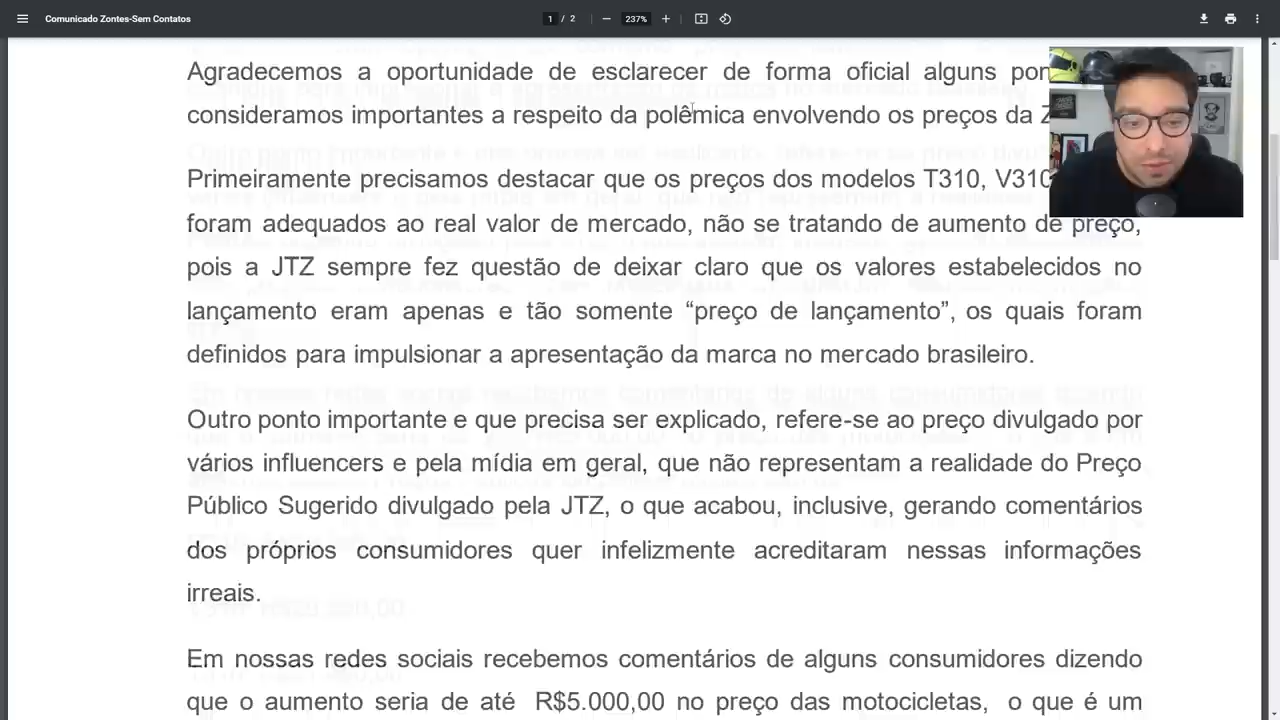 Comunicado Zontes-Sem Contatos
1 / 2
237%
Agradecemos a oportunidade de esclarecer de forma oficial alguns
consideramos importantes a respeito da polêmica envolvendo os preços da
Primeiramente precisamos destacar que os preços dos modelos T310, V310
foram adequados ao real valor de mercado, não se tratando de aumento de preço,
pois a JTZ sempre fez questão de deixar claro que os valores estabelecidos no
lançamento eram apenas e tão somente “preço de lançamento”, os quais foram
definidos para impulsionar a apresentação da marca no mercado brasileiro.
Outro ponto importante e que precisa ser explicado, refere-se ao preço divulgado por
vários influencers e pela mídia em geral, que não representam a realidade do Preço
Público Sugerido divulgado pela JTZ, o que acabou, inclusive, gerando comentários
dos próprios consumidores quer infelizmente acreditaram nessas informações
irreais.
Em nossas redes sociais recebemos comentários de alguns consumidores dizendo
que o aumento seria de até R$5.000,00 no preço das motocicletas, o que é um